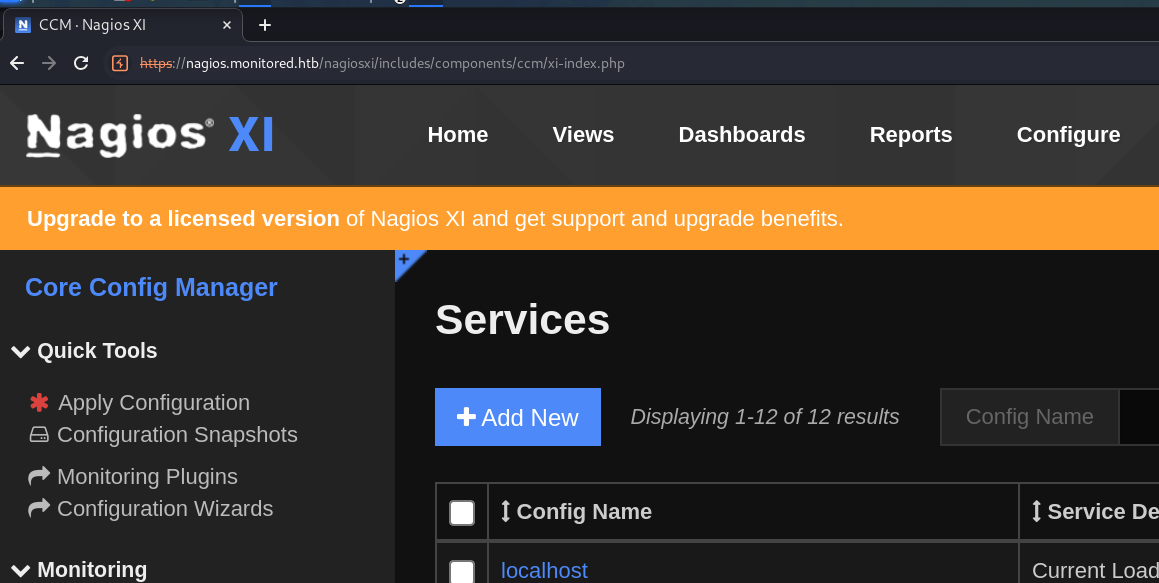 CCM · Nagios XI
https://nagios.monitored.htb/nagiosxi/includes/components/ccm/xi-index.php
Nagios® XI
Home Views Dashboards Reports Configure
Upgrade to a licensed version of Nagios XI and get support and upgrade benefits.
Core Config Manager
Services
Quick Tools
Add New Displaying 1-12 of 12 results Config Name
Apply Configuration
Configuration Snapshots
Monitoring Plugins
Configuration Wizards
Config Name Service De
Monitoring
localhost Current Load